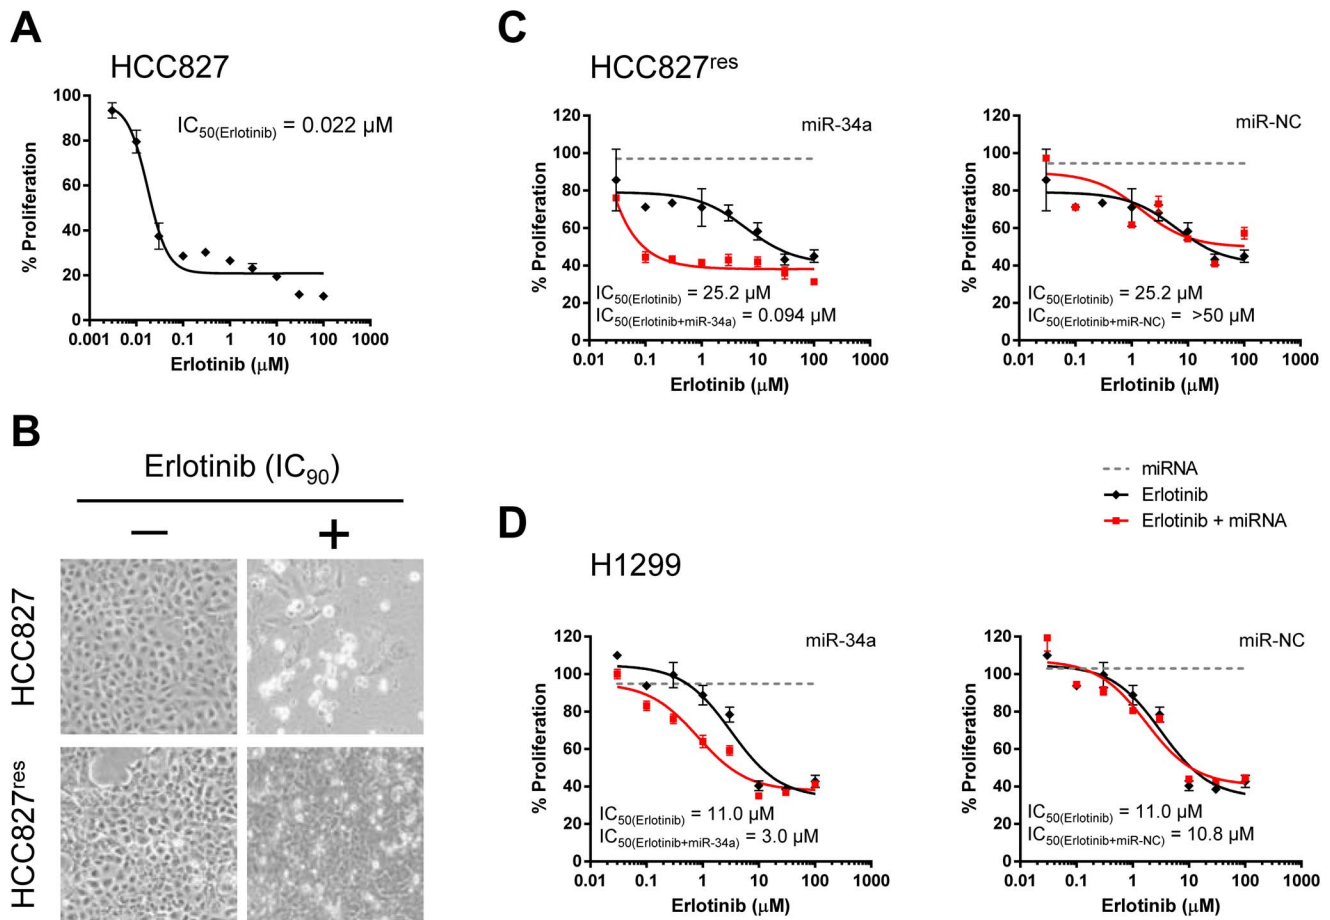 A
HCC827
IC50(Erlotinib) = 0.022 µM
% Proliferation
100
80
60
40
20
0
0.001 0.01 0.1 1 10 100 1000
Erlotinib (µM)
B
Erlotinib (IC90)
− +
HCC827
HCC827res
C
HCC827res
miR-34a
% Proliferation
120
100
80
60
40
20
0
IC50(Erlotinib) = 25.2 µM
IC50(Erlotinib+miR-34a) = 0.094 µM
0.01 0.1 1 10 100 1000
Erlotinib (µM)
miR-NC
% Proliferation
120
100
80
60
40
20
0
IC50(Erlotinib) = 25.2 µM
IC50(Erlotinib+miR-NC) = >50 µM
0.01 0.1 1 10 100 1000
Erlotinib (µM)
miRNA
Erlotinib
Erlotinib + miRNA
D
H1299
miR-34a
% Proliferation
120
100
80
60
40
20
0
IC50(Erlotinib) = 11.0 µM
IC50(Erlotinib+miR-34a) = 3.0 µM
0.01 0.1 1 10 100 1000
Erlotinib (µM)
miR-NC
% Proliferation
120
100
80
60
40
20
0
IC50(Erlotinib) = 11.0 µM
IC50(Erlotinib+miR-NC) = 10.8 µM
0.01 0.1 1 10 100 1000
Erlotinib (µM)